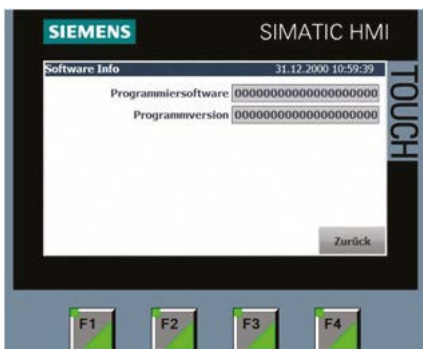 SIEMENS
SIMATIC HMI
TOUCH
Software Info 31.12.2000 10:59:39
Programmiersoftware 00000000000000000000
Programmversion 00000000000000000000
Zurück
F1 F2 F3 F4